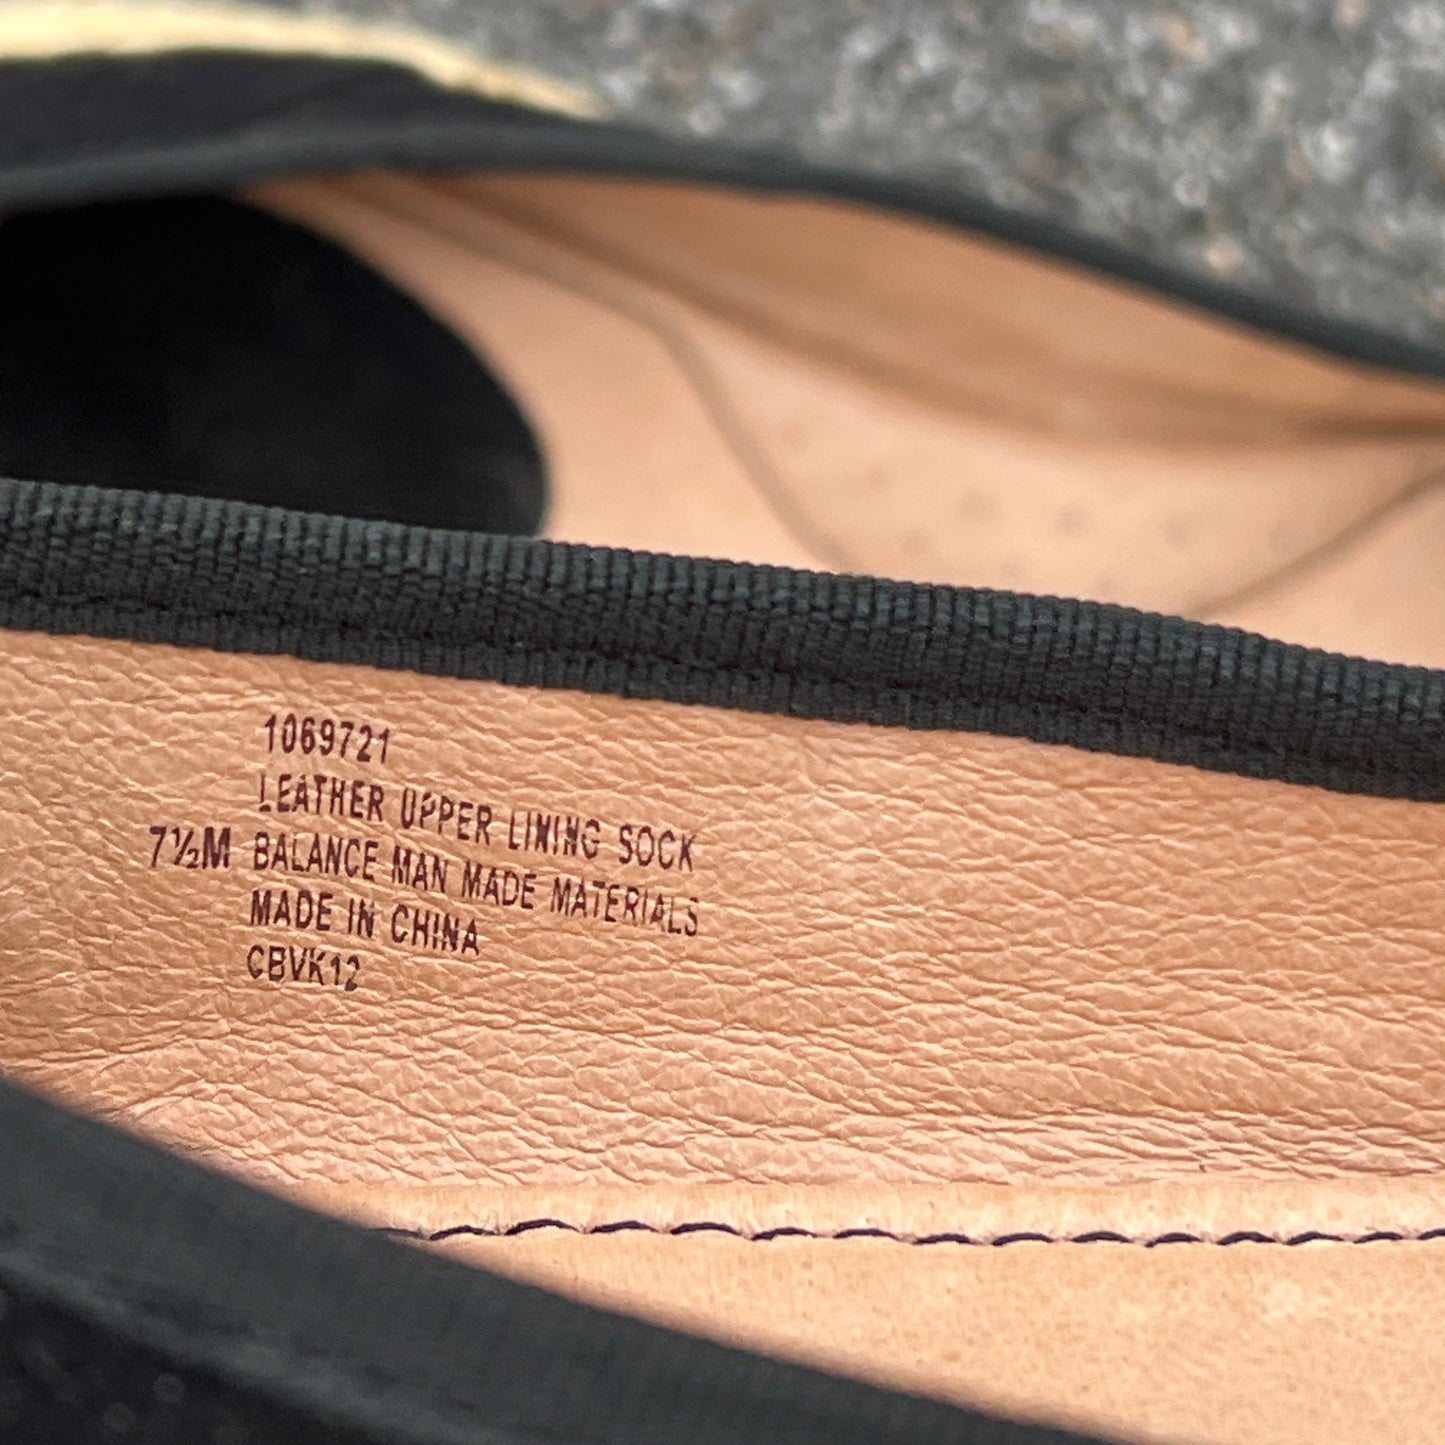 1069721
LEATHER UPPER LINING SOCK
7½M BALANCE MAN MADE MATERIALS
MADE IN CHINA
CBVK12